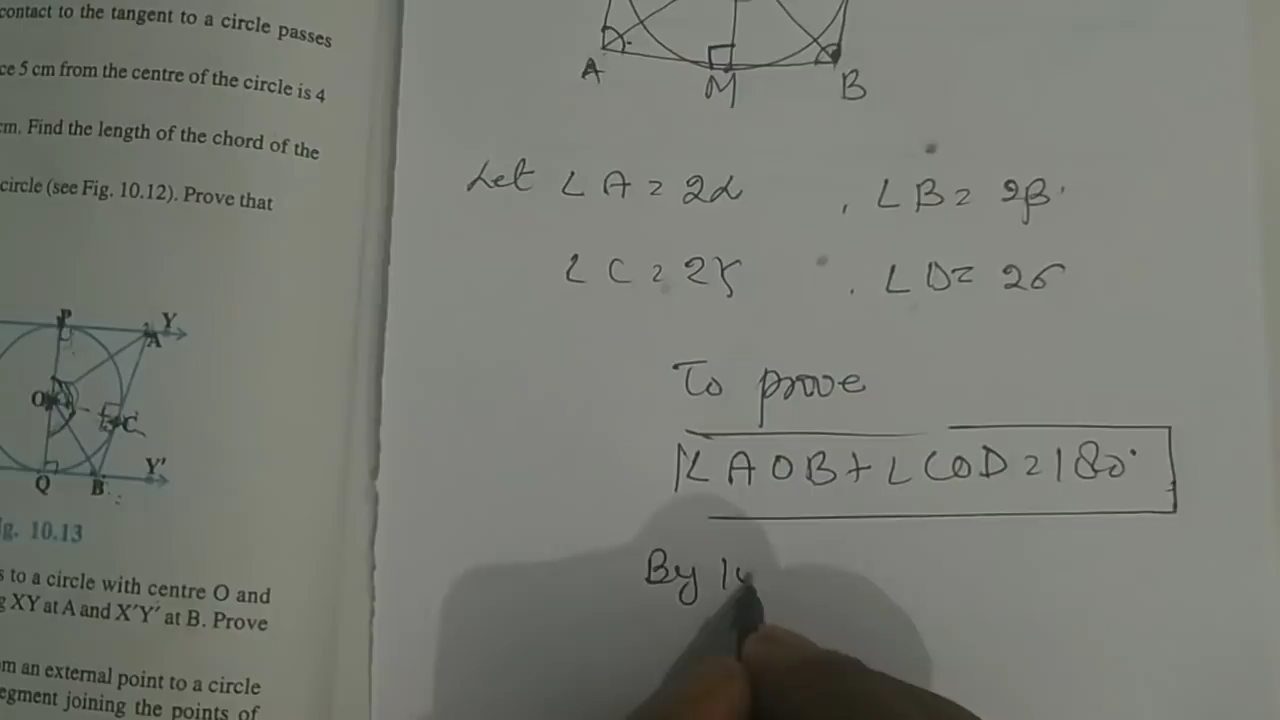 contact to the tangent to a circle passes
ce 5 cm from the centre of the circle is 4
cm. Find the length of the chord of the
circle (see Fig. 10.12). Prove that
P
Y
A
O
C
Q
B
Y'
g. 10.13
s to a circle with centre O and
g XY at A and X'Y' at B. Prove
m an external point to a circle
egment joining the points of
A
M
B
Let ∠A = 2α , ∠B = 2β
∠C = 2γ , ∠D = 2σ
To prove
∠AOB + ∠COD = 180°
By